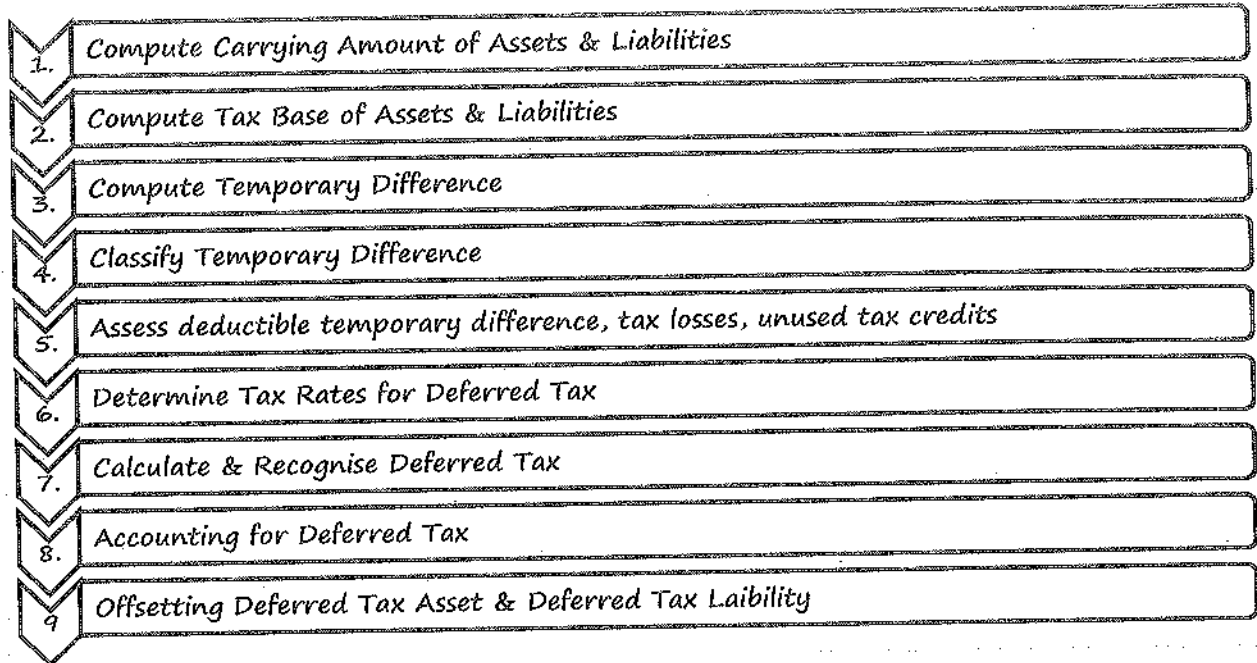 1. Compute Carrying Amount of Assets & Liabilities
2. Compute Tax Base of Assets & Liabilities
3. Compute Temporary Difference
4. Classify Temporary Difference
5. Assess deductible temporary difference, tax losses, unused tax credits
6. Determine Tax Rates for Deferred Tax
7. Calculate & Recognise Deferred Tax
8. Accounting for Deferred Tax
9 Offsetting Deferred Tax Asset & Deferred Tax Laibility